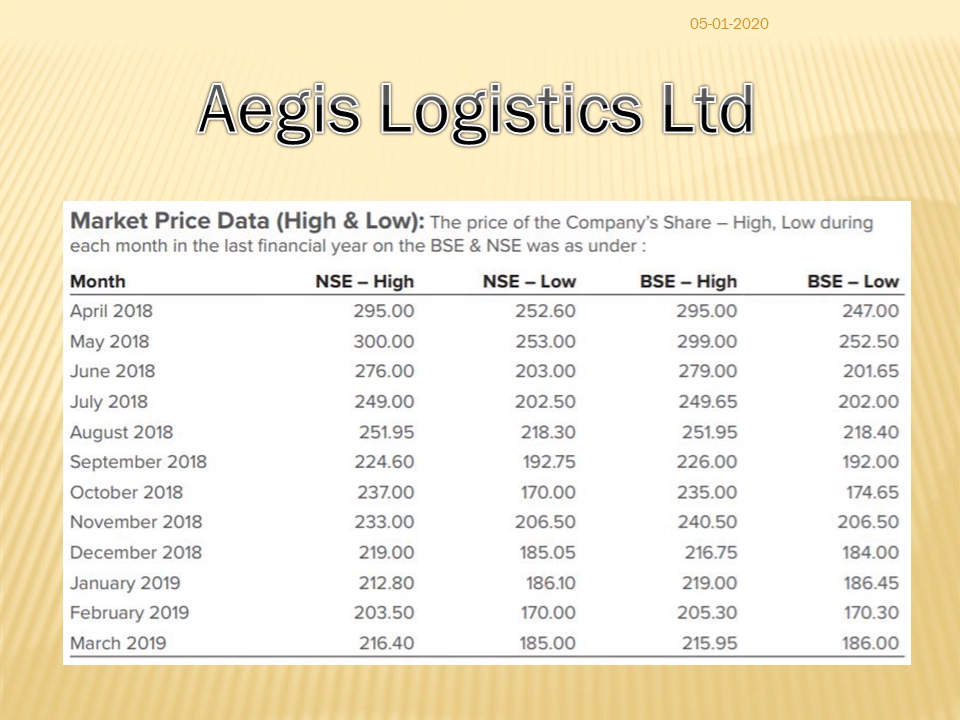 05-01-2020
Aegis Logistics Ltd
Market Price Data (High & Low): The price of the Company’s Share – High, Low during
each month in the last financial year on the BSE & NSE was as under :
Month NSE – High NSE – Low BSE – High BSE – Low
April 2018 295.00 252.60 295.00 247.00
May 2018 300.00 253.00 299.00 252.50
June 2018 276.00 203.00 279.00 201.65
July 2018 249.00 202.50 249.65 202.00
August 2018 251.95 218.30 251.95 218.40
September 2018 224.60 192.75 226.00 192.00
October 2018 237.00 170.00 235.00 174.65
November 2018 233.00 206.50 240.50 206.50
December 2018 219.00 185.05 216.75 184.00
January 2019 212.80 186.10 219.00 186.45
February 2019 203.50 170.00 205.30 170.30
March 2019 216.40 185.00 215.95 186.00